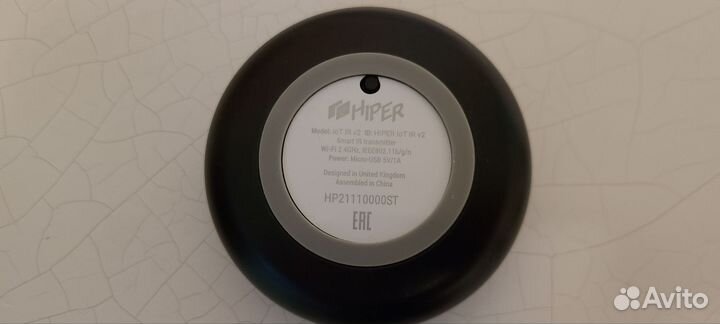 HIPER
Model: IoT IR v2 ID: HIPER IoT IR v2
Smart IR transmitter
Wi-Fi 2.4GHz, IEEE802.11b/g/n
Power: Micro-USB 5V/1A
Designed in United Kingdom
Assembled in China
HP21110000ST
EAC
Avito